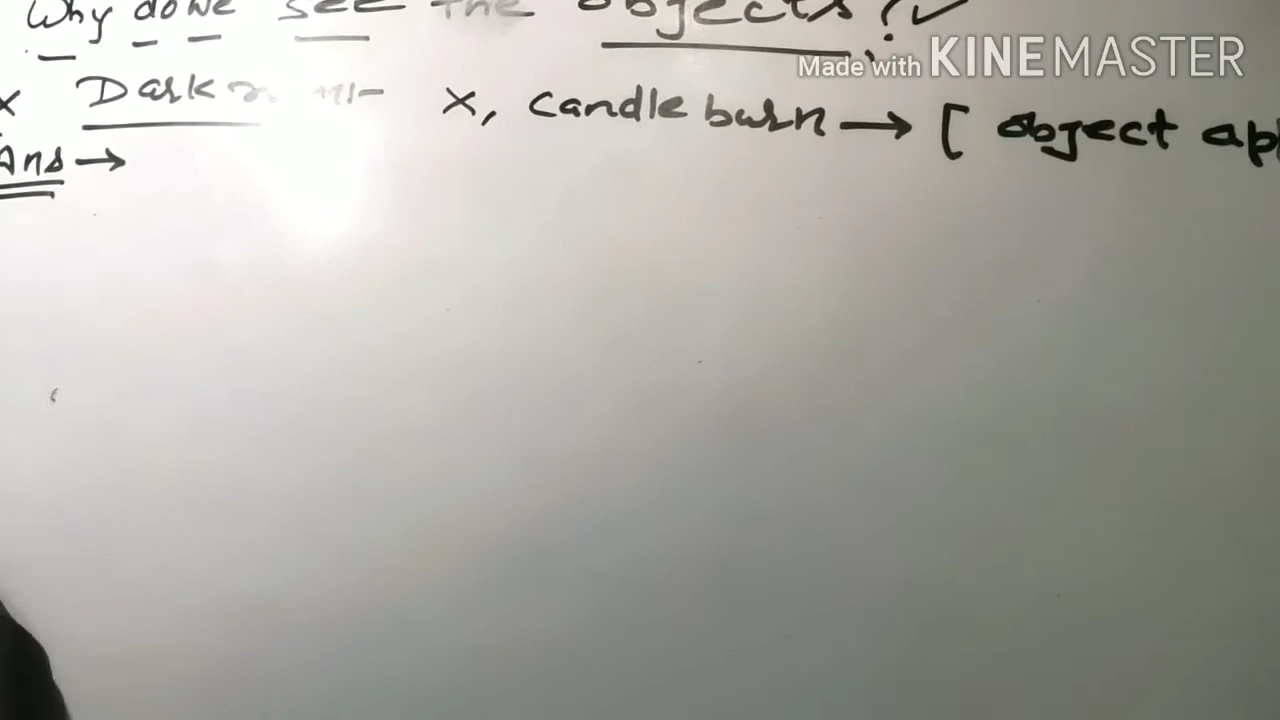 Why do we see the objects?
Made with KINEMASTER
x Dark x, candle burn → [ object
Ans →